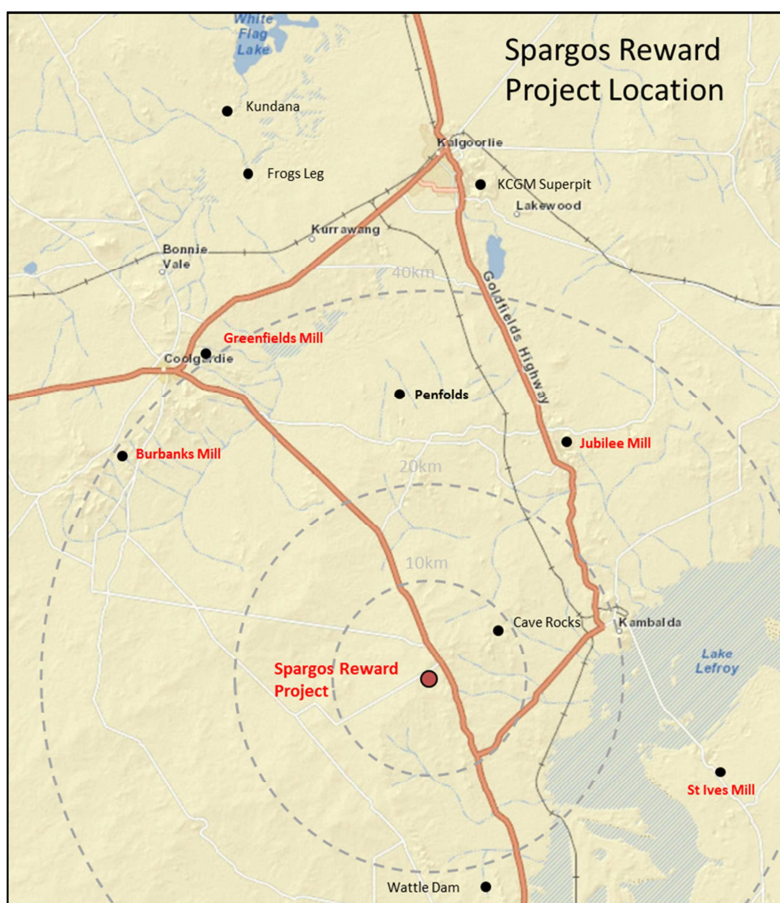 White
Flag
Lake
Spargos Reward
Project Location
Kundana
Kalgoorlie
Frogs Leg
KCGM Superpit
Lakewood
Kurrawang
Bonnie
Vale
40km
Goldfields Highway
Greenfields Mill
Coolgardie
Penfolds
Jubilee Mill
Burbanks Mill
20km
10km
Cave Rocks
Kambalda
Lake
Lefroy
Spargos Reward
Project
St Ives Mill
Wattle Dam